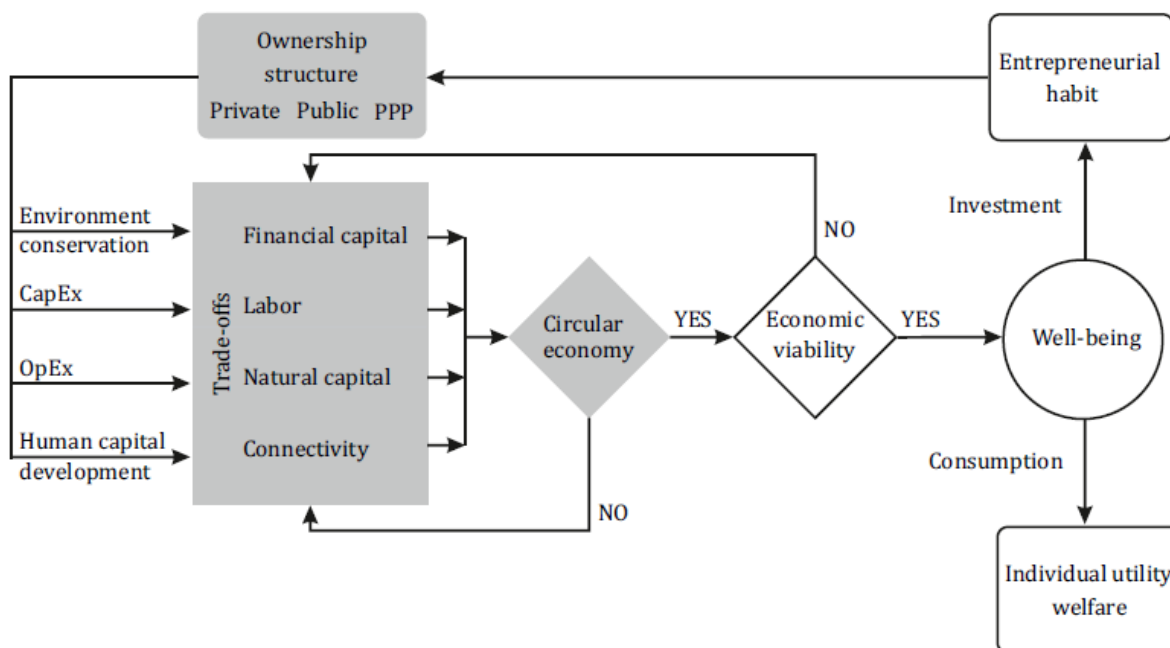 Ownership
structure
Private Public PPP
Entrepreneurial
habit
Investment
NO
Environment
conservation
CapEx
OpEx
Human capital
development
Trade-offs
Financial capital
Labor
Natural capital
Connectivity
Circular
economy
YES
NO
Economic
viability
YES
Well-being
Consumption
Individual utility
welfare